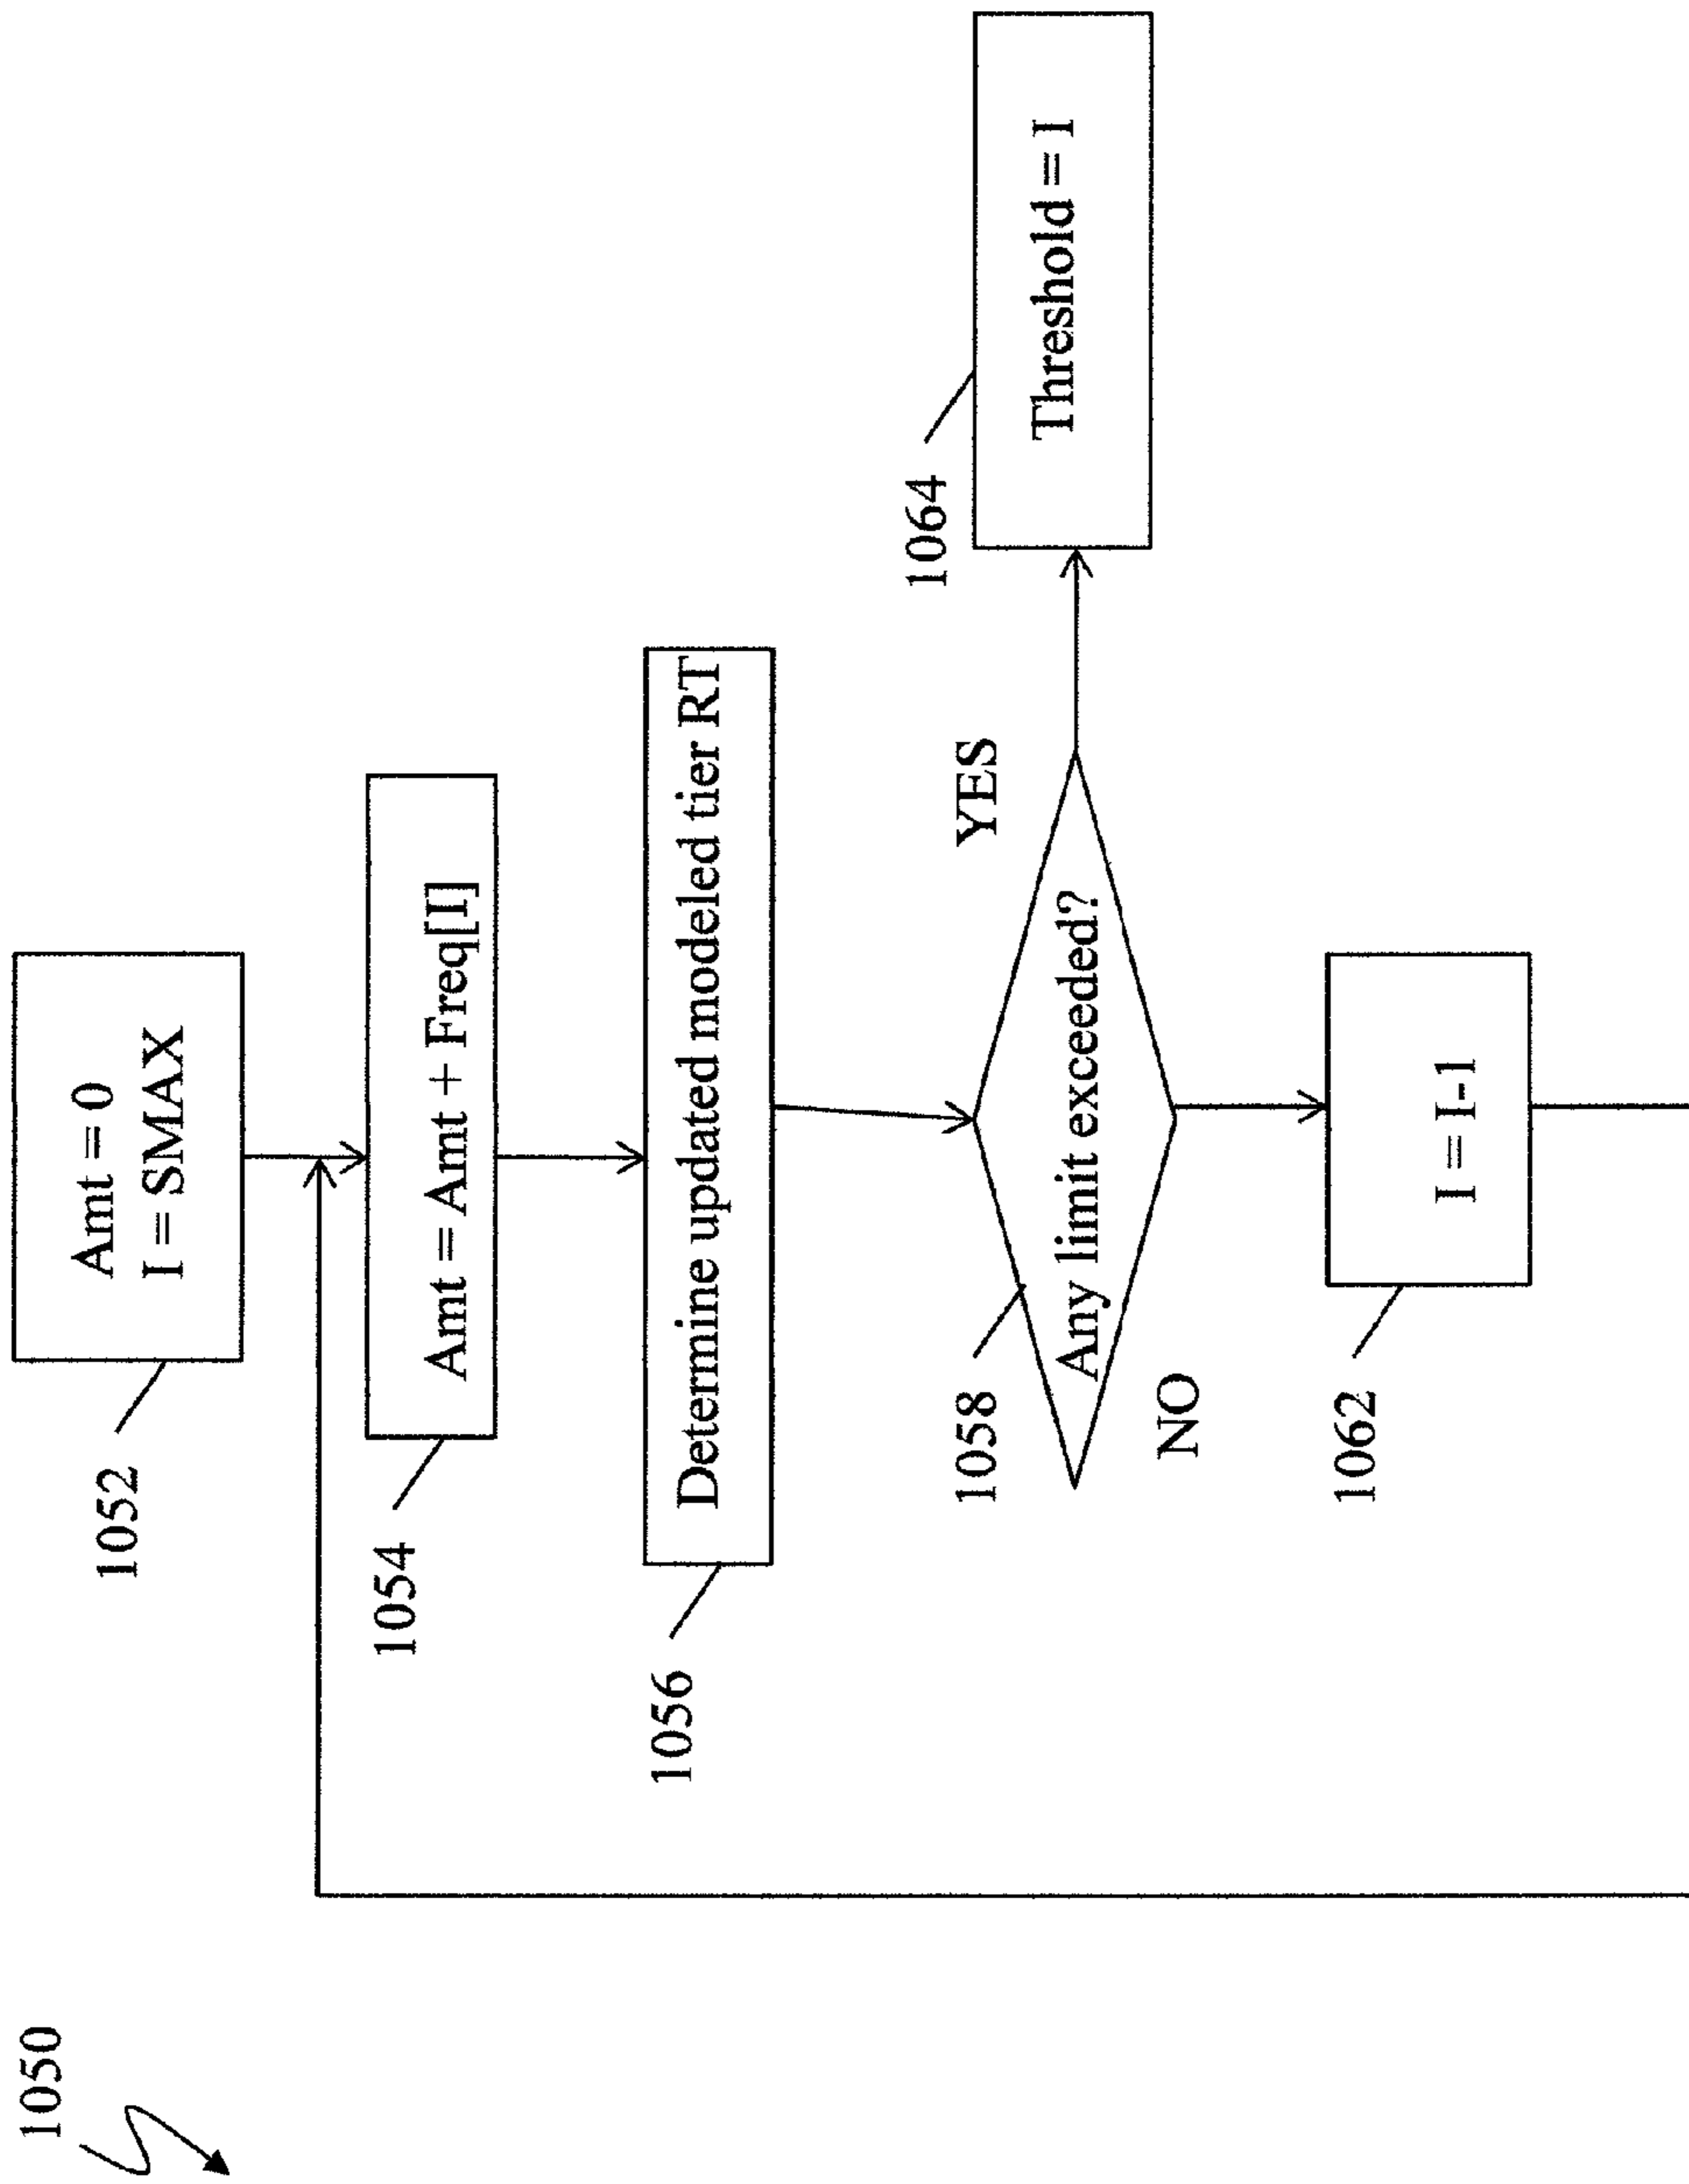 1050
1052
Amt = 0
I = SMAX
1054
Amt = Amt + Freq[I]
1056
Determine updated modeled tier RT
1058
Any limit exceeded?
YES
NO
1064
Threshold = I
1062
I = I-1